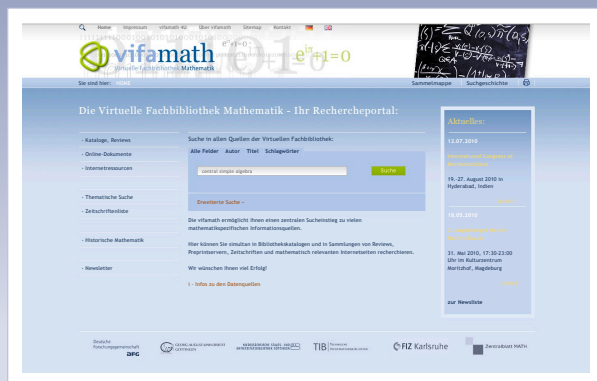 Home Impressum vifamath 4U Über vifamath Sitemap Kontakt
vifamath
Virtuelle Fachbibliothek Mathematik
e^iπ+1=0
Sie sind hier: HOME
Sammelmappe Suchgeschichte
Die Virtuelle Fachbibliothek Mathematik - Ihr Rechercheportal:
- Kataloge, Reviews
- Online-Dokumente
- Internetressourcen
- Thematische Suche
- Zeitschriftenliste
- Historische Mathematik
- Newsletter
Suche in allen Quellen der Virtuellen Fachbibliothek:
Alle Felder Autor Titel Schlagwörter
central simple algebra
Suche
Erweiterte Suche »
Die vifamath ermöglicht Ihnen einen zentralen Sucheinstieg zu vielen
mathematikspezifischen Informationsquellen.
Hier können Sie simultan in Bibliothekskatalogen und in Sammlungen von Reviews,
Preprintservern, Zeitschriften und mathematisch relevanten Internetseiten recherchieren.
Wir wünschen Ihnen viel Erfolg!
i - Infos zu den Datenquellen
Aktuelles:
12.07.2010
19.-27. August 2010 in
Hyderabad, Indien
18.05.2010
31. Mai 2010, 17:30-23:00
Uhr im Kulturzentrum
Moritzhof, Magdeburg
zur Newsliste
Deutsche
Forschungsgemeinschaft
DFG
GEORG-AUGUST-UNIVERSITÄT
GÖTTINGEN
TIB
FIZ Karlsruhe
Zentralblatt MATH